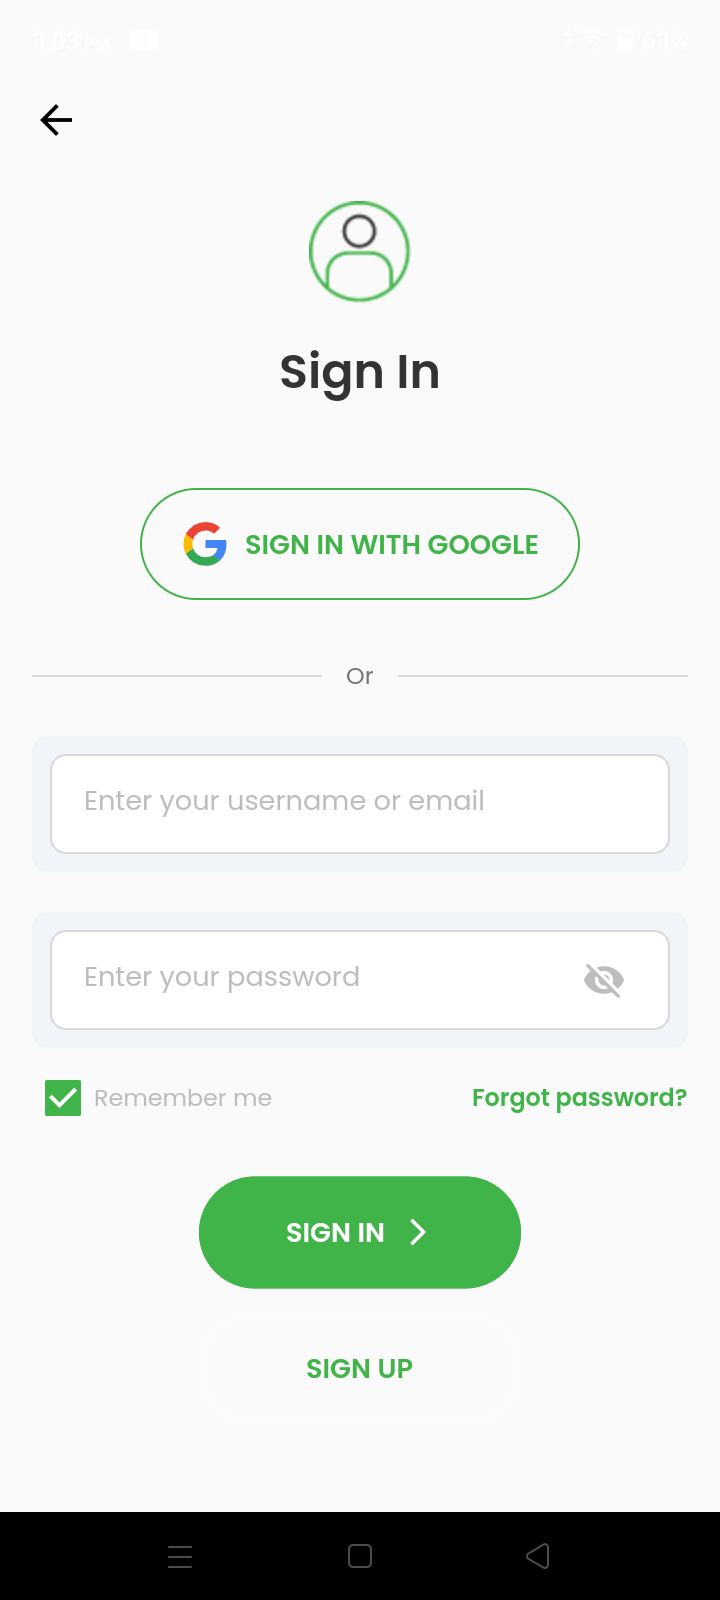 3:03 PM 63%
Sign In
SIGN IN WITH GOOGLE
Or
Enter your username or email
Enter your password
Remember me Forgot password?
SIGN IN
SIGN UP